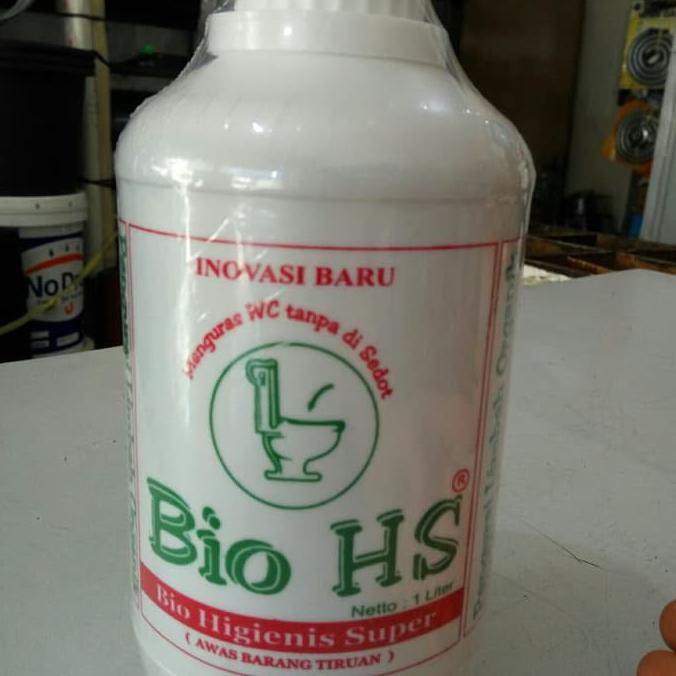 INOVASI BARU
Menguras WC tanpa di Sedot
Bio HS®
Netto : 1 Liter
Bio Higienis Super
( AWAS BARANG TIRUAN )